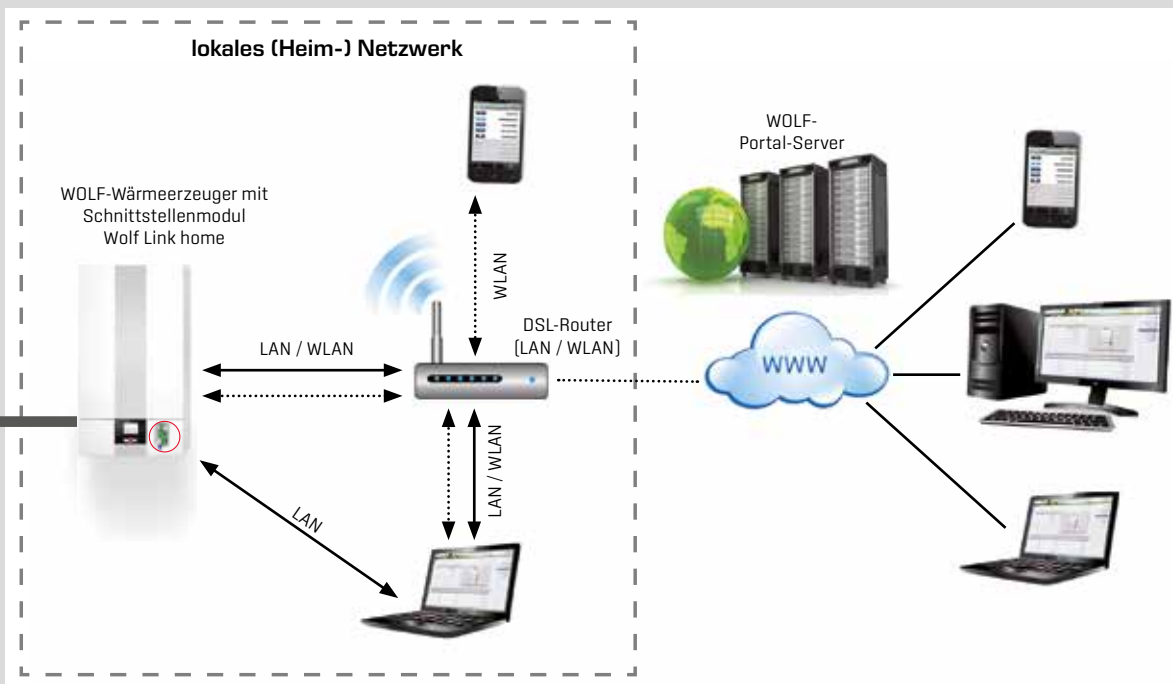 lokales (Heim-) Netzwerk
WOLF-
Portal-Server
WOLF-Wärmeerzeuger mit
Schnittstellenmodul
Wolf Link home
WLAN
DSL-Router
(LAN / WLAN)
LAN / WLAN
WWW
LAN / WLAN
LAN